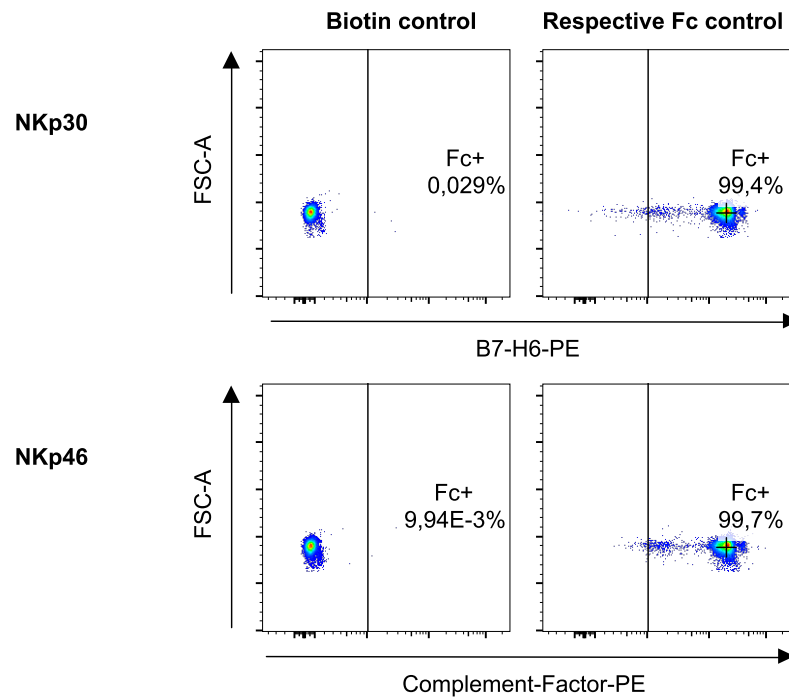 Biotin control
Respective Fc control
NKp30
FSC-A
Fc+
0,029%
Fc+
99,4%
B7-H6-PE
NKp46
FSC-A
Fc+
9,94E-3%
Fc+
99,7%
Complement-Factor-PE